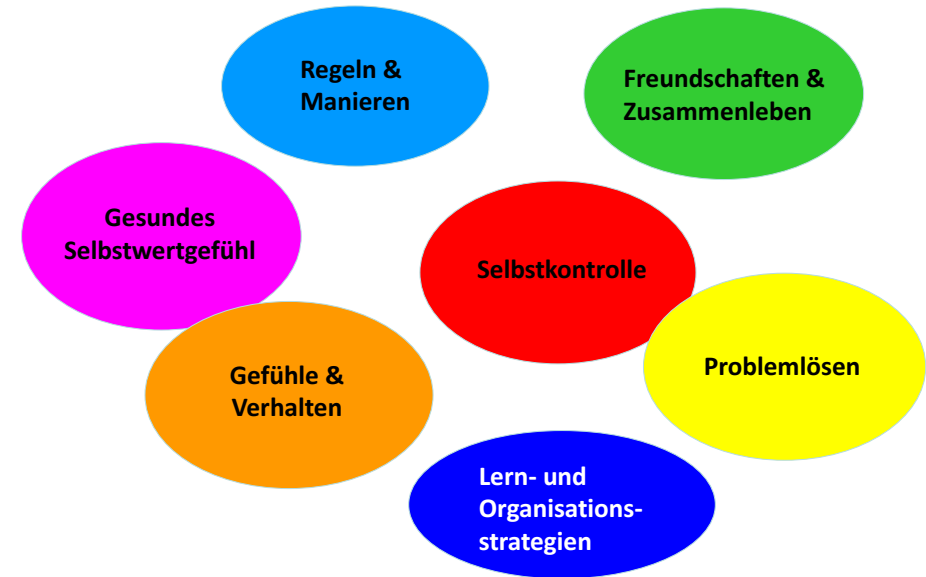 Regeln &
Manieren
Freundschaften &
Zusammenleben
Gesundes
Selbstwertgefühl
Selbstkontrolle
Gefühle &
Verhalten
Problemlösen
Lern- und
Organisations-
strategien